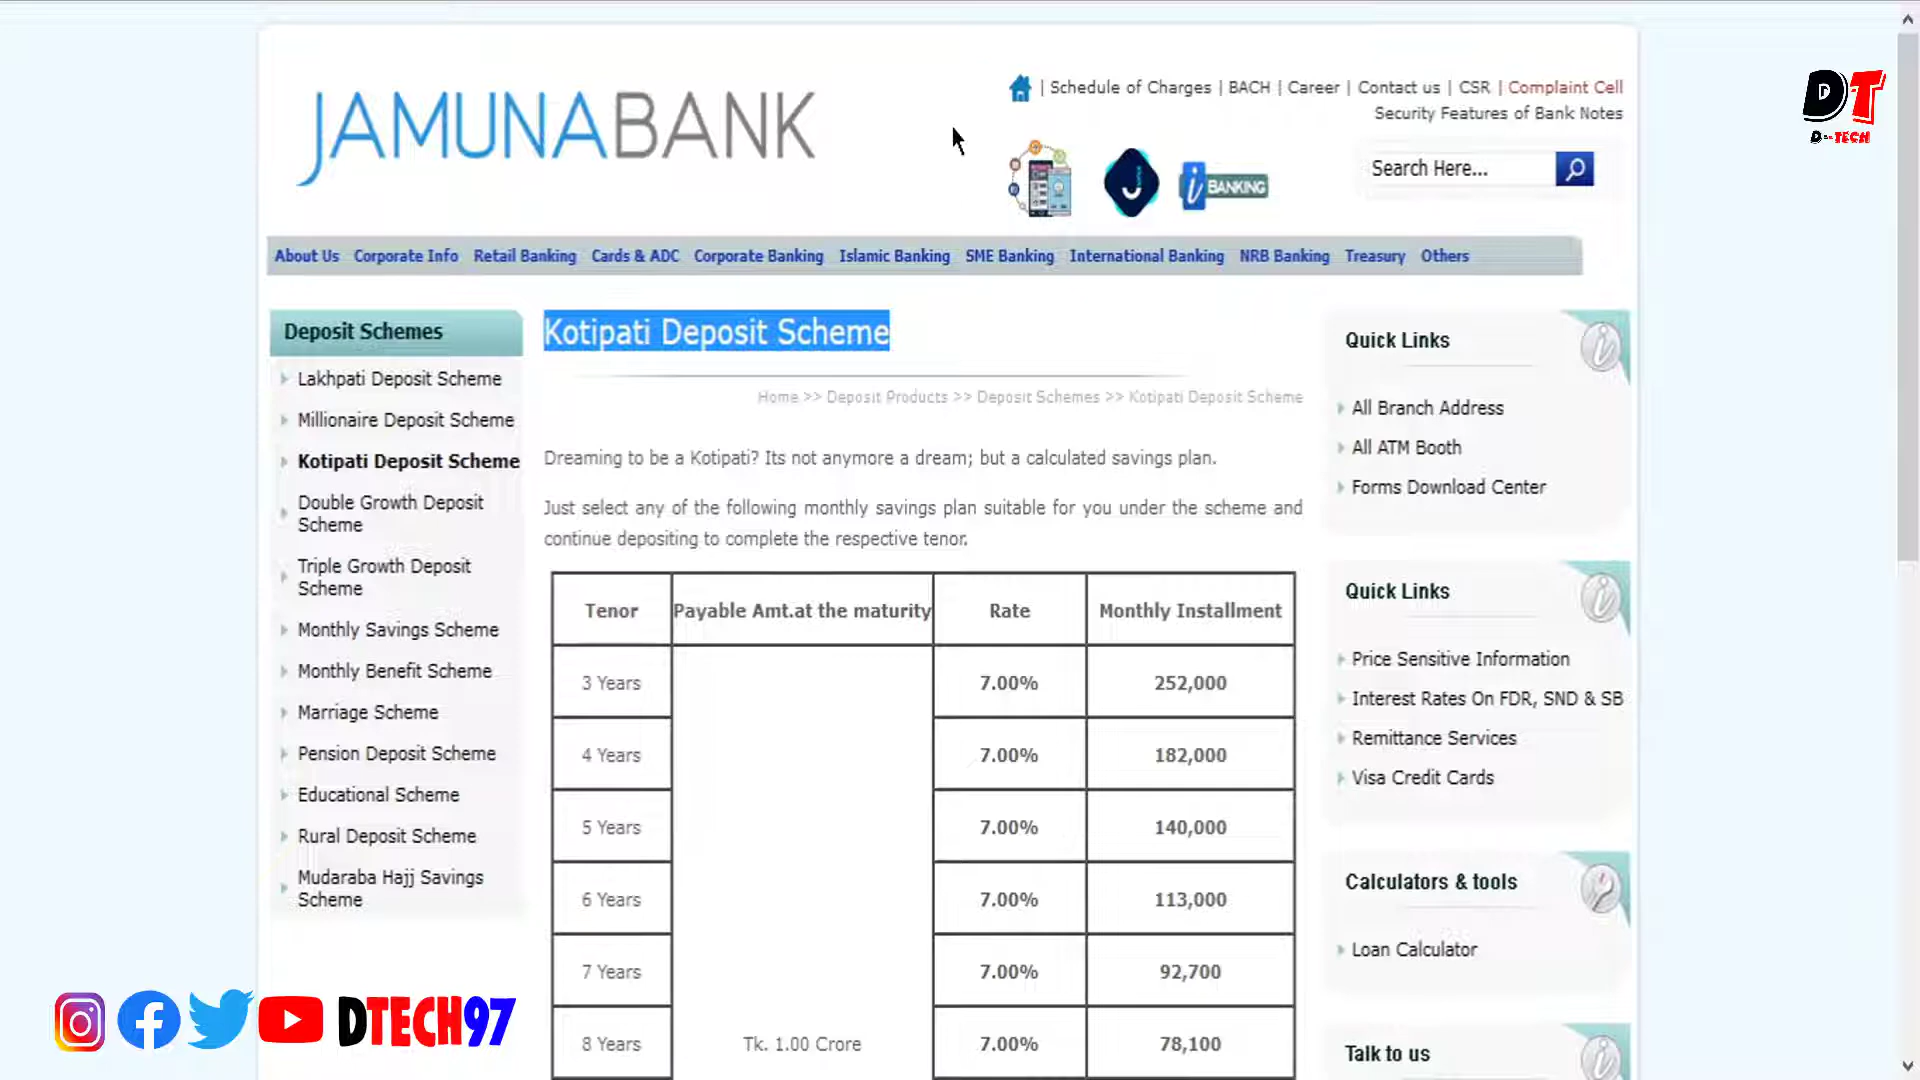 JAMUNABANK
| Schedule of Charges | BACH | Career | Contact us | CSR | Complaint Cell
Security Features of Bank Notes
Search Here...
J
i BANKING
DT
D TECH
About Us Corporate Info Retail Banking Cards & ADC Corporate Banking Islamic Banking SME Banking International Banking NRB Banking Treasury Others
Deposit Schemes
Lakhpati Deposit Scheme
Millionaire Deposit Scheme
Kotipati Deposit Scheme
Double Growth Deposit
Scheme
Triple Growth Deposit
Scheme
Monthly Savings Scheme
Monthly Benefit Scheme
Marriage Scheme
Pension Deposit Scheme
Educational Scheme
Rural Deposit Scheme
Mudaraba Hajj Savings
Scheme
Kotipati Deposit Scheme
Home >> Deposit Products >> Deposit Schemes >> Kotipati Deposit Scheme
Dreaming to be a Kotipati? Its not anymore a dream; but a calculated savings plan.
Just select any of the following monthly savings plan suitable for you under the scheme and
continue depositing to complete the respective tenor.
Tenor Payable Amt.at the maturity Rate Monthly Installment
3 Years 7.00% 252,000
4 Years 7.00% 182,000
5 Years 7.00% 140,000
6 Years 7.00% 113,000
7 Years 7.00% 92,700
8 Years Tk. 1.00 Crore 7.00% 78,100
Quick Links
All Branch Address
All ATM Booth
Forms Download Center
Quick Links
Price Sensitive Information
Interest Rates On FDR, SND & SB
Remittance Services
Visa Credit Cards
Calculators & tools
Loan Calculator
Talk to us
DTECH97